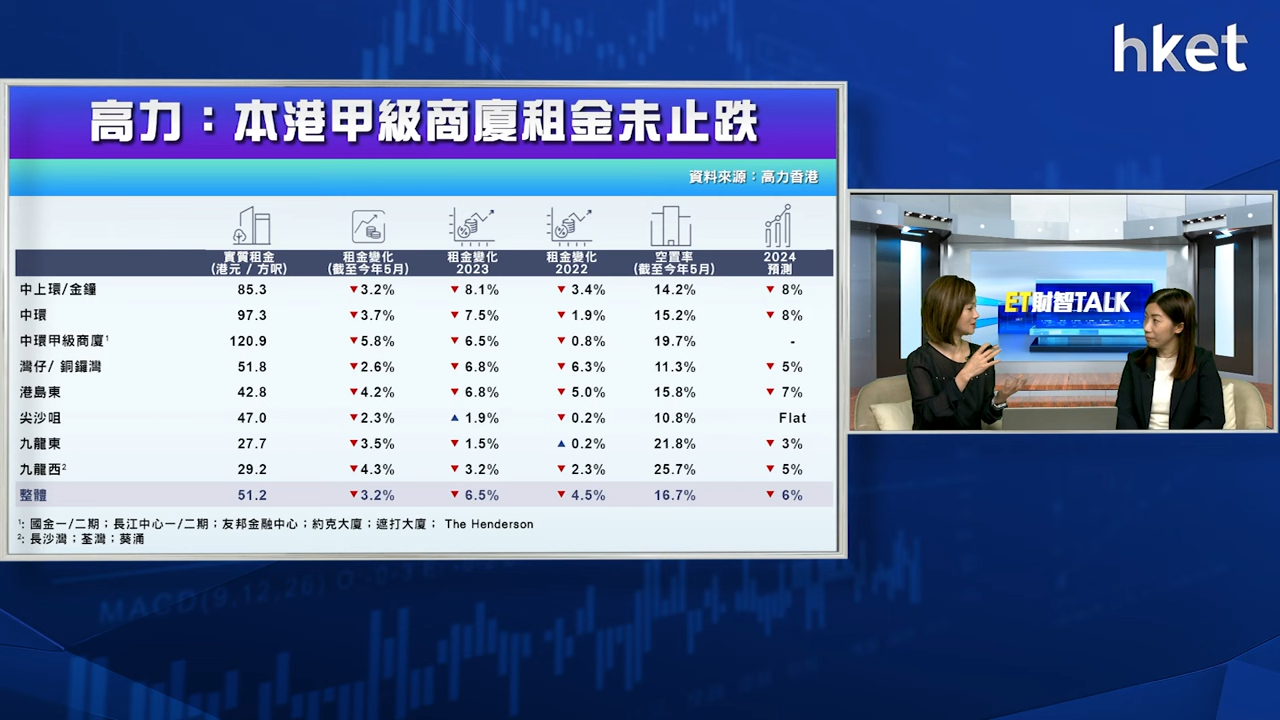 hket
高力：本港甲級商廈租金未止跌
資料來源：高力香港
實質租金 租金變化 租金變化 租金變化 空置率 2024
(港元 / 方呎) (截至今年5月) 2023 2022 (截至今年5月) 預測
中上環/金鐘 85.3 ▼3.2% ▼ 8.1% ▼ 3.4% 14.2% ▼ 8%
中環 97.3 ▼3.7% ▼ 7.5% ▼ 1.9% 15.2% ▼ 8%
中環甲級商廈¹ 120.9 ▼5.8% ▼ 6.5% ▼ 0.8% 19.7% -
灣仔/ 銅鑼灣 51.8 ▼2.6% ▼ 6.8% ▼ 6.3% 11.3% ▼ 5%
港島東 42.8 ▼4.2% ▼ 6.8% ▼ 5.0% 15.8% ▼ 7%
尖沙咀 47.0 ▼2.3% ▲ 1.9% ▼ 0.2% 10.8% Flat
九龍東 27.7 ▼3.5% ▼ 1.5% ▲ 0.2% 21.8% ▼ 3%
九龍西² 29.2 ▼4.3% ▼ 3.2% ▼ 2.3% 25.7% ▼ 5%
整體 51.2 ▼3.2% ▼ 6.5% ▼ 4.5% 16.7% ▼ 6%
¹: 國金一/二期；長江中心一/二期；友邦金融中心；約克大廈；遮打大廈； The Henderson
²: 長沙灣；荃灣；葵涌
ET財智TALK
MACD(9,12,26)